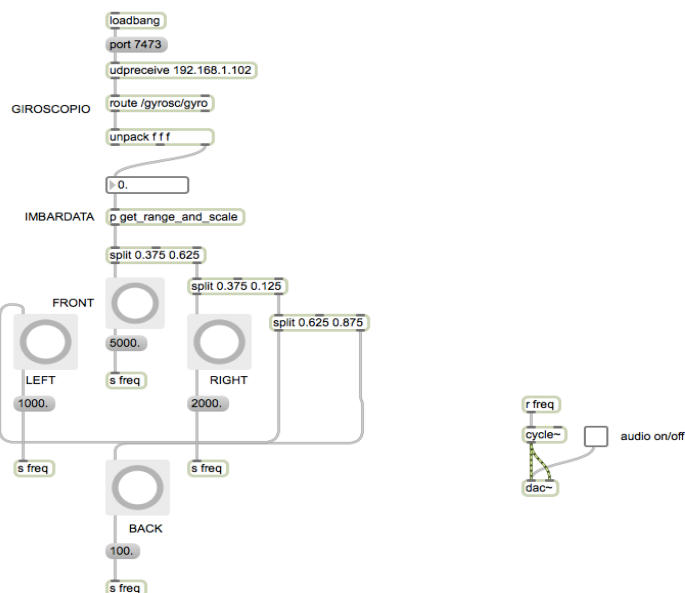 loadbang
port 7473
udpreceive 192.168.1.102
GIROSCOPIO
route /gyrosc/gyro
unpack f f f
0.
IMBARDATA
p get_range_and_scale
split 0.375 0.625
split 0.375 0.125
FRONT
split 0.625 0.875
5000.
LEFT
s freq
RIGHT
1000.
2000.
r freq
cycle~
audio on/off
s freq
s freq
dac~
BACK
100.
s freq